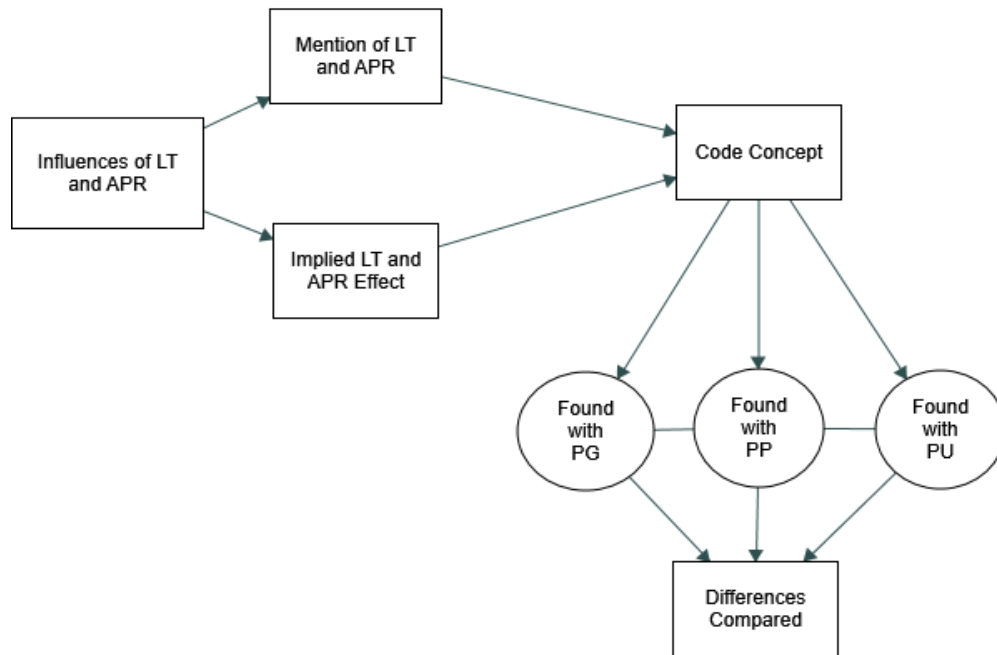 Mention of LT
and APR
Influences of LT
and APR
Code Concept
Implied LT and
APR Effect
Found
with
PG
Found
with
PP
Found
with
PU
Differences
Compared